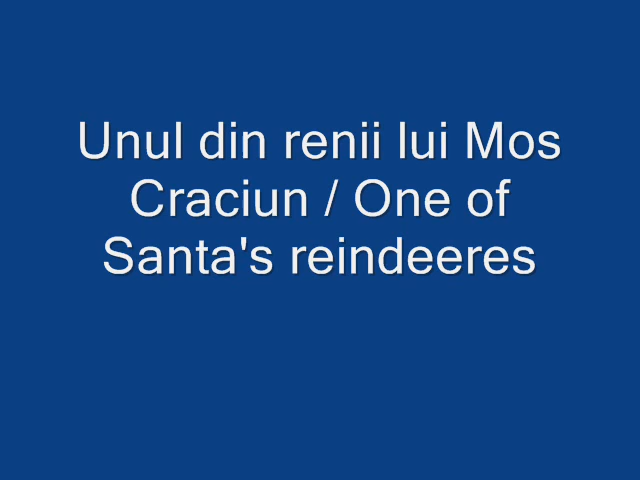 Unul din renii lui Mos
Craciun / One of
Santa's reindeeres